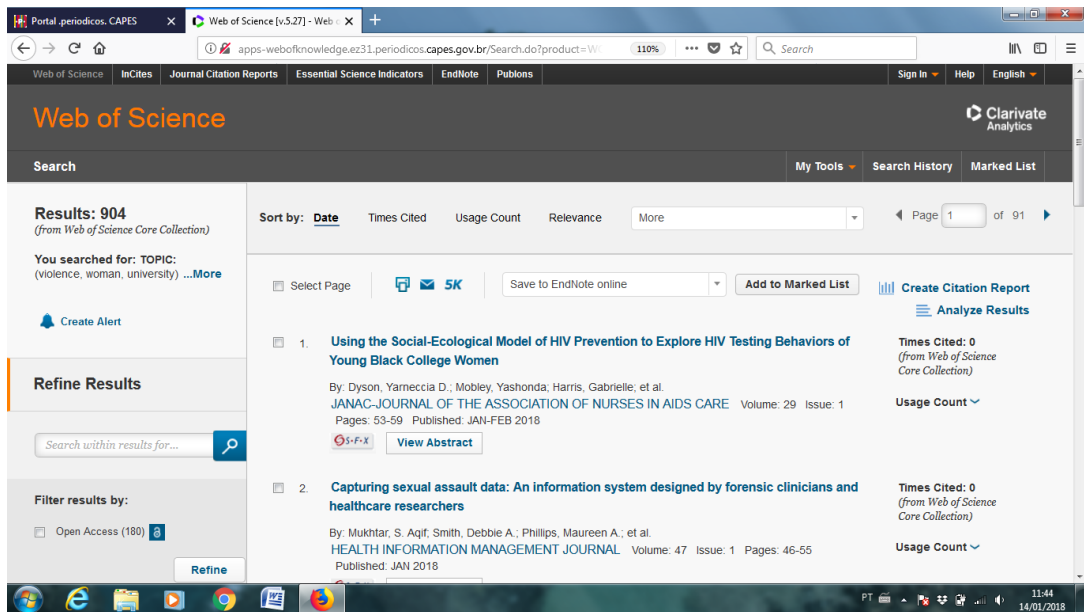 Portal .periodicos. CAPES
Web of Science [v.5.27] - Web o
apps-webofknowledge.ez31.periodicos.capes.gov.br/Search.do?product=W
110%
Search
Web of Science InCites Journal Citation Reports Essential Science Indicators EndNote Publons
Sign In Help English
Web of Science
Clarivate
Analytics
Search
My Tools Search History Marked List
Results: 904
(from Web of Science Core Collection)
You searched for: TOPIC:
(violence, woman, university) ...More
Create Alert
Refine Results
Search within results for...
Filter results by:
Open Access (180)
Refine
Sort by: Date Times Cited Usage Count Relevance More
Page 1 of 91
Select Page 5K Save to EndNote online Add to Marked List
Create Citation Report
Analyze Results
1. Using the Social-Ecological Model of HIV Prevention to Explore HIV Testing Behaviors of
Young Black College Women
By: Dyson, Yarneccia D.; Mobley, Yashonda; Harris, Gabrielle; et al.
JANAC-JOURNAL OF THE ASSOCIATION OF NURSES IN AIDS CARE Volume: 29 Issue: 1
Pages: 53-59 Published: JAN-FEB 2018
S·F·X View Abstract
Times Cited: 0
(from Web of Science
Core Collection)
Usage Count
2. Capturing sexual assault data: An information system designed by forensic clinicians and
healthcare researchers
By: Mukhtar, S. Aqif; Smith, Debbie A.; Phillips, Maureen A.; et al.
HEALTH INFORMATION MANAGEMENT JOURNAL Volume: 47 Issue: 1 Pages: 46-55
Published: JAN 2018
Times Cited: 0
(from Web of Science
Core Collection)
Usage Count
PT
11:44
14/01/2018